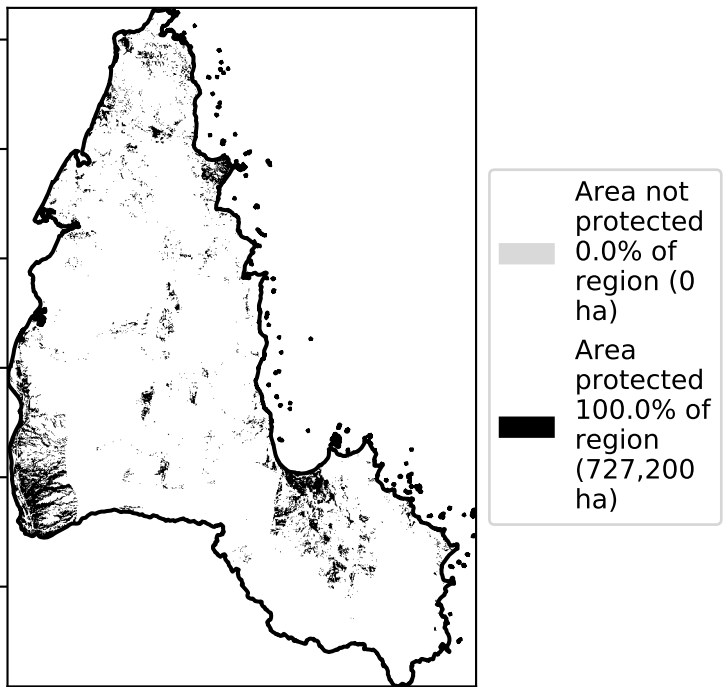 Area not
protected
0.0% of
region (0
ha)
Area
protected
100.0% of
region
(727,200
ha)